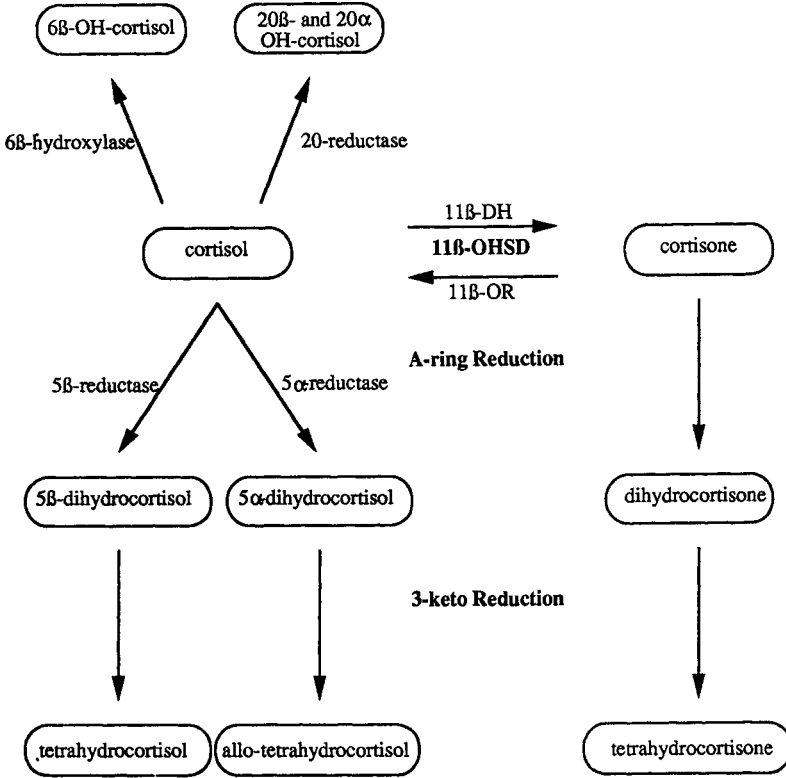 6ß-OH-cortisol
20ß- and 20α
OH-cortisol
6ß-hydroxylase
20-reductase
11ß-DH
cortisol
11ß-OHSD
cortisone
11ß-OR
A-ring Reduction
5ß-reductase
5α-reductase
5ß-dihydrocortisol
5α-dihydrocortisol
dihydrocortisone
3-keto Reduction
tetrahydrocortisol
allo-tetrahydrocortisol
tetrahydrocortisone